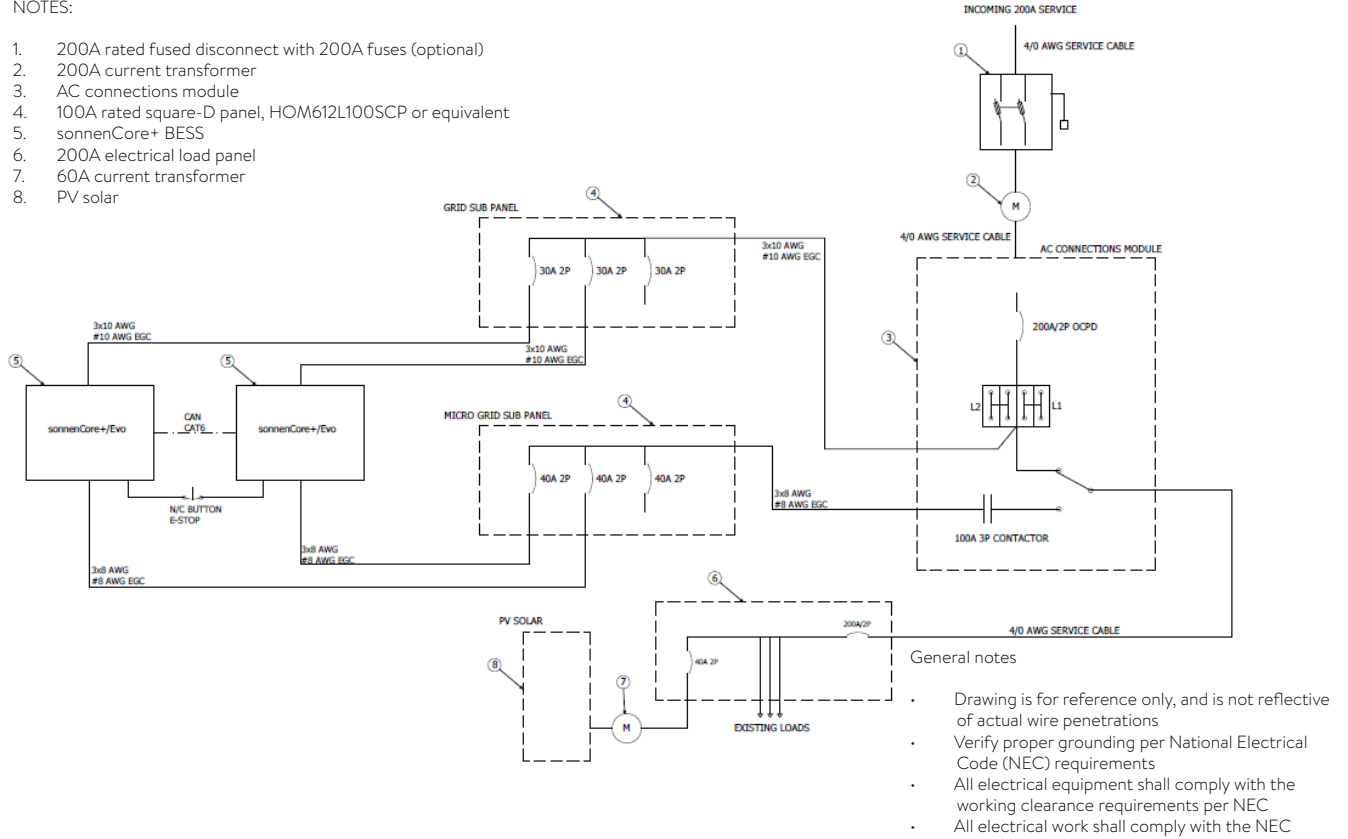 NOTES:
1. 200A rated fused disconnect with 200A fuses (optional)
2. 200A current transformer
3. AC connections module
4. 100A rated square-D panel, HOM612L100SCP or equivalent
5. sonnenCore+ BESS
6. 200A electrical load panel
7. 60A current transformer
8. PV solar
INCOMING 200A SERVICE
1
4/0 AWG SERVICE CABLE
2
M
4/0 AWG SERVICE CABLE
AC CONNECTIONS MODULE
3
200A/2P OCPD
L2
L1
100A 3P CONTACTOR
GRID SUB PANEL
4
30A 2P
30A 2P
30A 2P
3x10 AWG
#10 AWG EGC
3x10 AWG
#10 AWG EGC
3x10 AWG
#10 AWG EGC
5
5
sonnenCore+/Evo
CAN
CAT6
sonnenCore+/Evo
N/C BUTTON
E-STOP
MICRO GRID SUB PANEL
4
40A 2P
40A 2P
40A 2P
3x8 AWG
#8 AWG EGC
3x8 AWG
#8 AWG EGC
3x8 AWG
#8 AWG EGC
6
200A/2P
40A 2P
4/0 AWG SERVICE CABLE
EXISTING LOADS
PV SOLAR
8
7
M
General notes
• Drawing is for reference only, and is not reflective
of actual wire penetrations
• Verify proper grounding per National Electrical
Code (NEC) requirements
• All electrical equipment shall comply with the
working clearance requirements per NEC
• All electrical work shall comply with the NEC